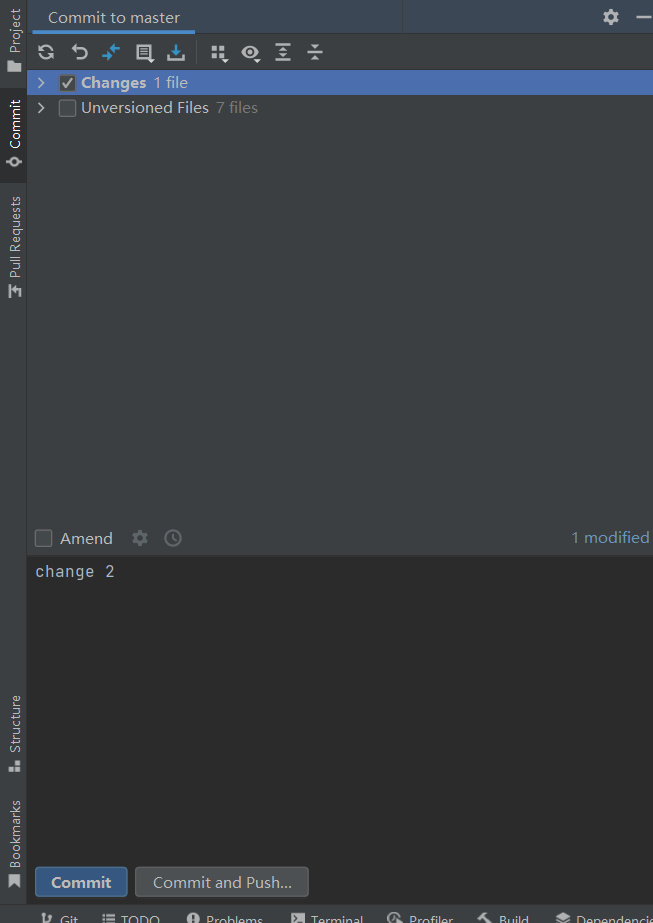 Commit to master
Project
Commit
Pull Requests
Structure
Bookmarks
Changes 1 file
Unversioned Files 7 files
Amend
1 modified
change 2
Commit
Commit and Push...
Git
TODO
Problems
Terminal
Profiler
Build
Dependencie